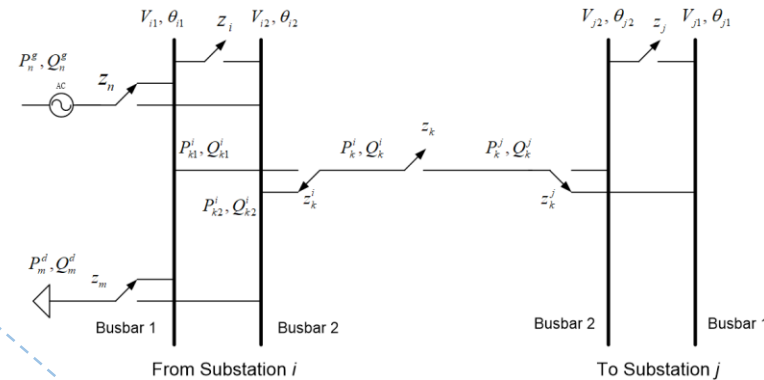 V_{i1}, θ_{i1} z_i V_{i2}, θ_{i2} V_{j2}, θ_{j2} z_j V_{j1}, θ_{j1}
P_n^g, Q_n^g
AC z_n
z_k
P_{k1}^i, Q_{k1}^i P_k^i, Q_k^i P_k^j, Q_k^j
P_{k2}^i, Q_{k2}^i z_k^i z_k^j
P_m^d, Q_m^d
z_m
Busbar 1 Busbar 2 Busbar 2 Busbar 1
From Substation i To Substation j